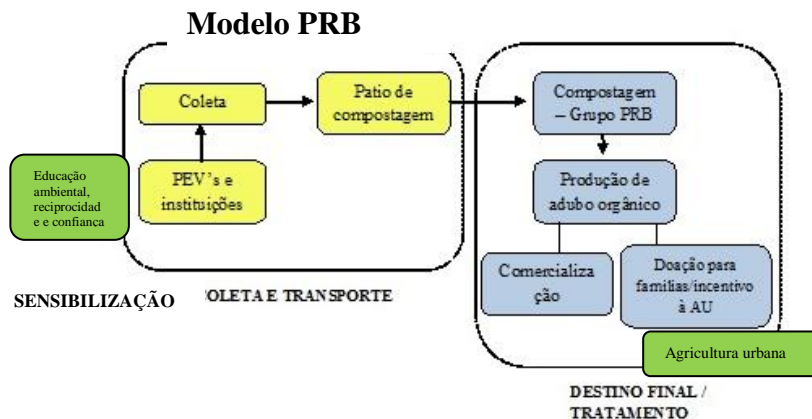 Modelo PRB
Coleta
Patio de
compostagem
Compostagem
– Grupo PRB
Educação
ambiental,
reciprocidad
e e confiança
PEV's e
instituições
Produção de
adubo orgânico
Comercializa
ção
Doação para
familias/incentivo
à AU
SENSIBILIZAÇÃO
OLETA E TRANSPORTE
Agricultura urbana
DESTINO FINAL /
TRATAMENTO